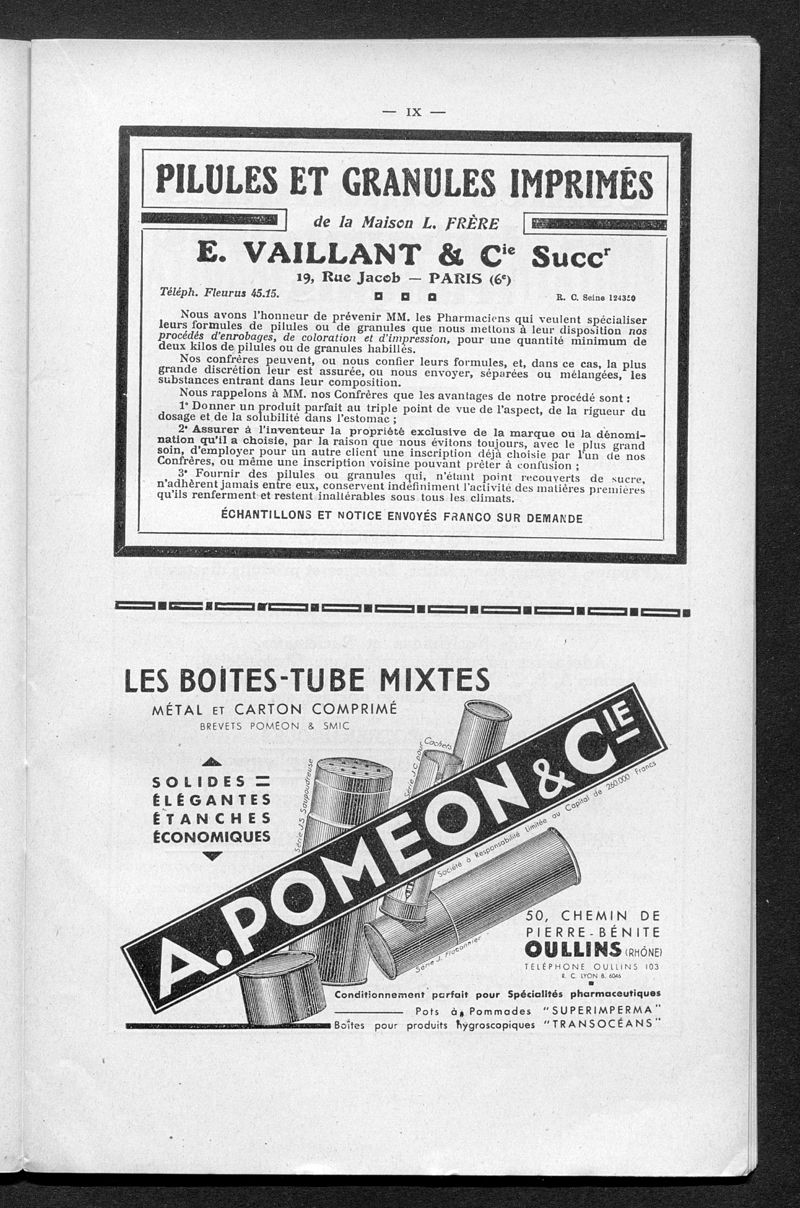 — IX —
PILULES ET GRANULES IMPRIMÉS
de la Maison L. FRÈRE
E. VAILLANT & Cie Succr
19, Rue Jacob — PARIS (6e)
Téléph. Fleurus 45.15.
R. C. Seine 124350
Nous avons l'honneur de prévenir MM. les Pharmaciens qui veulent spécialiser
leurs formules de pilules ou de granules que nous mettons à leur disposition nos
procédés d'enrobages, de coloration et d'impression, pour une quantité minimum de
deux kilos de pilules ou de granules habillés.
Nos confrères peuvent, ou nous confier leurs formules, et, dans ce cas, la plus
grande discrétion leur est assurée, ou nous envoyer, séparées ou mélangées, les
substances entrant dans leur composition.
Nous rappelons à MM. nos Confrères que les avantages de notre procédé sont :
1° Donner un produit parfait au triple point de vue de l'aspect, de la rigueur du
dosage et de la solubilité dans l'estomac ;
2° Assurer à l'inventeur la propriété exclusive de la marque ou la dénomi-
nation qu'il a choisie, par la raison que nous évitons toujours, avec le plus grand
soin, d'employer pour un autre client une inscription déjà choisie par l'un de nos
Confrères, ou même une inscription voisine pouvant prêter à confusion ;
3° Fournir des pilules ou granules qui, n'étant point recouverts de sucre,
n'adhèrent jamais entre eux, conservent indéfiniment l'activité des matières premières
qu'ils renferment et restent inaltérables sous tous les climats.
ÉCHANTILLONS ET NOTICE ENVOYÉS FRANCO SUR DEMANDE
LES BOITES-TUBE MIXTES
MÉTAL ET CARTON COMPRIMÉ
BREVETS POMÉON & SMIC
SOLIDES
ÉLÉGANTES
ÉTANCHES
ÉCONOMIQUES
Série J.S. Saupoudreuse
Série J.C. pour Cachets
A. POMEON & CIE
Société à Responsabilité Limitée au Capital de 260.000 Francs
Série J. Flaconnier
50, CHEMIN DE
PIERRE-BÉNITE
OULLINS (RHÔNE)
TÉLÉPHONE OULLINS 103
R. C. LYON B. 6046
Conditionnement parfait pour Spécialités pharmaceutiques
Pots à Pommades "SUPERIMPERMA"
Boîtes pour produits hygroscopiques "TRANSOCÉANS"